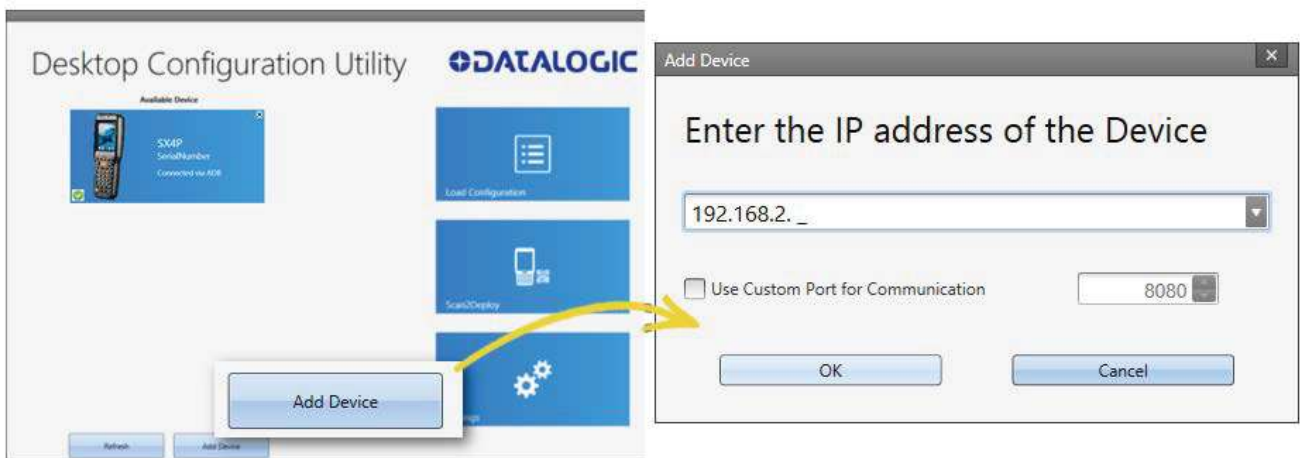 Desktop Configuration Utility
DATALOGIC
Available Device
SX4P
SerialNumber
Connected via ADB
Load Configuration
Scan2Deploy
ngs
Add Device
Refresh
Add Device
Add Device
Enter the IP address of the Device
192.168.2. _
Use Custom Port for Communication
8080
OK
Cancel